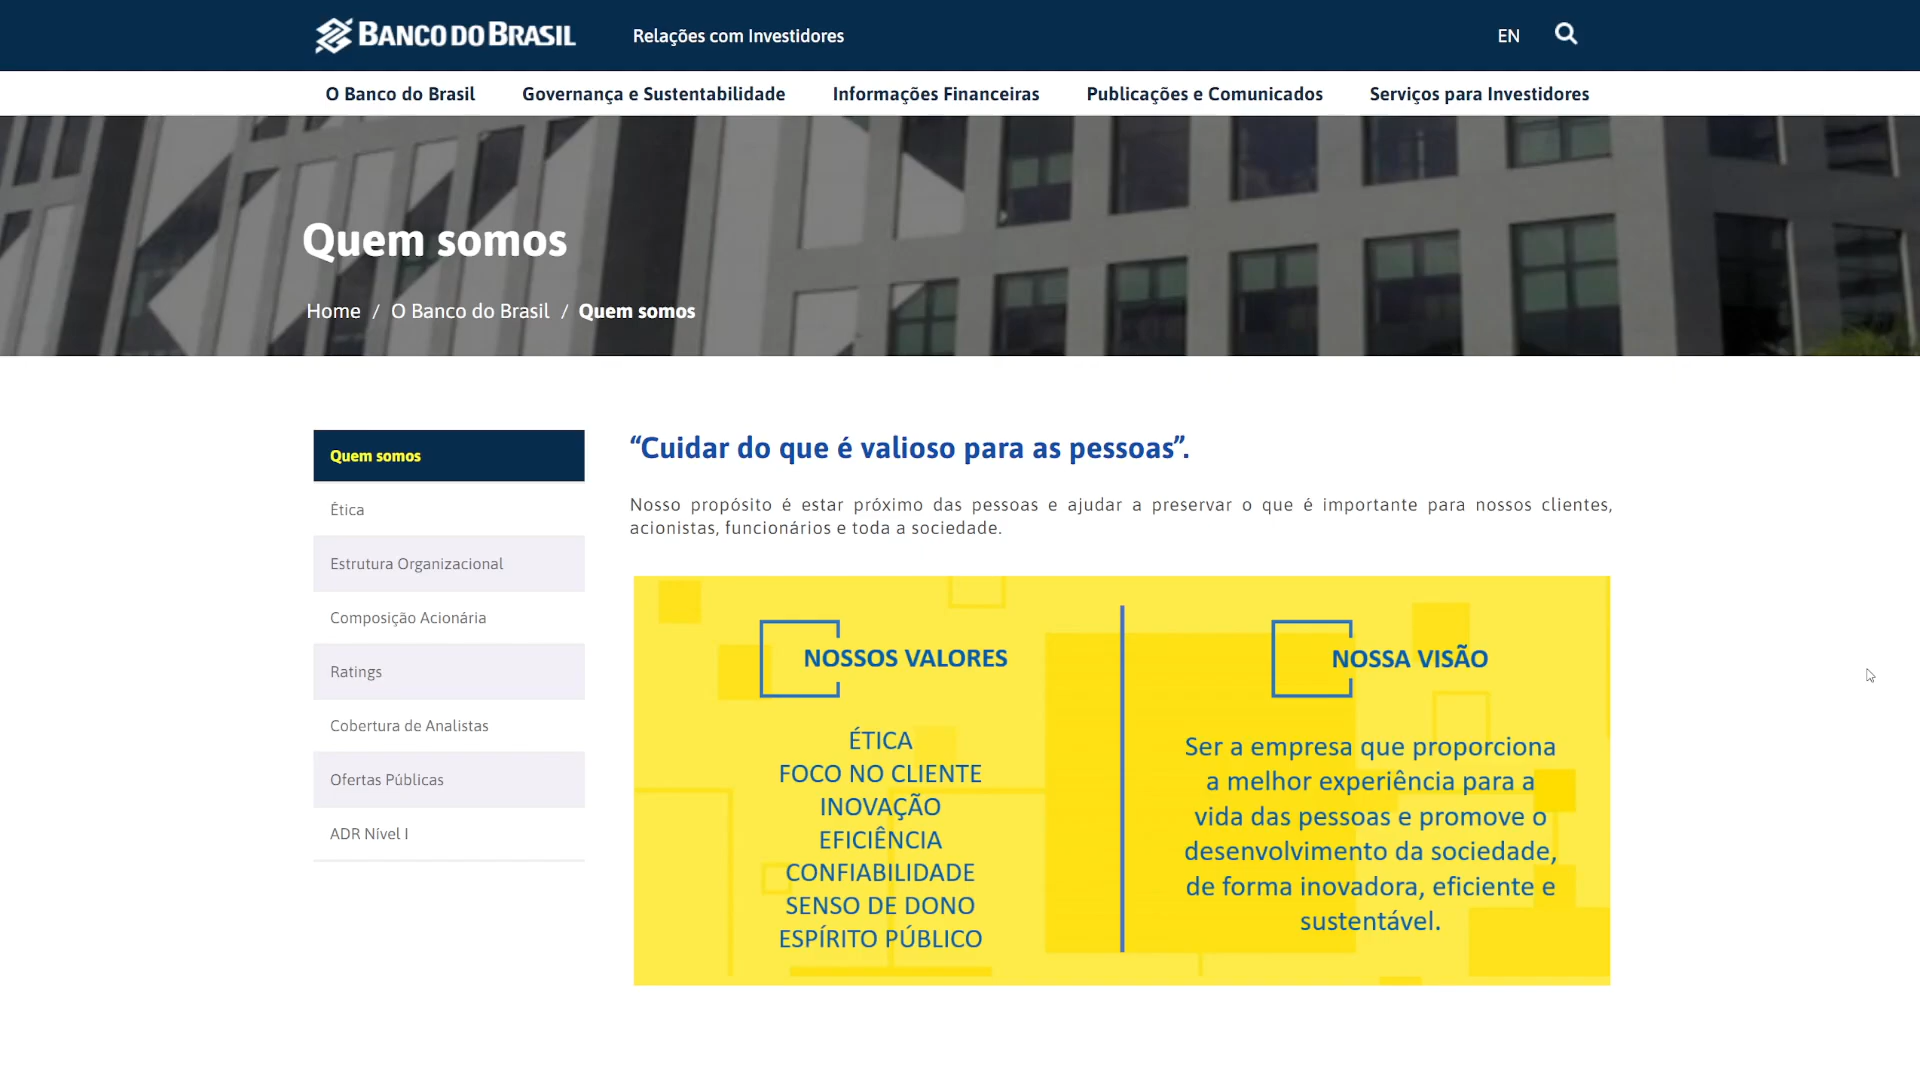 BANCO DO BRASIL
Relações com Investidores
EN
O Banco do Brasil
Governança e Sustentabilidade
Informações Financeiras
Publicações e Comunicados
Serviços para Investidores
Quem somos
Home / O Banco do Brasil / Quem somos
Quem somos
Ética
Estrutura Organizacional
Composição Acionária
Ratings
Cobertura de Analistas
Ofertas Públicas
ADR Nível I
“Cuidar do que é valioso para as pessoas”.
Nosso propósito é estar próximo das pessoas e ajudar a preservar o que é importante para nossos clientes,
acionistas, funcionários e toda a sociedade.
NOSSOS VALORES
ÉTICA
FOCO NO CLIENTE
INOVAÇÃO
EFICIÊNCIA
CONFIABILIDADE
SENSO DE DONO
ESPÍRITO PÚBLICO
NOSSA VISÃO
Ser a empresa que proporciona
a melhor experiência para a
vida das pessoas e promove o
desenvolvimento da sociedade,
de forma inovadora, eficiente e
sustentável.